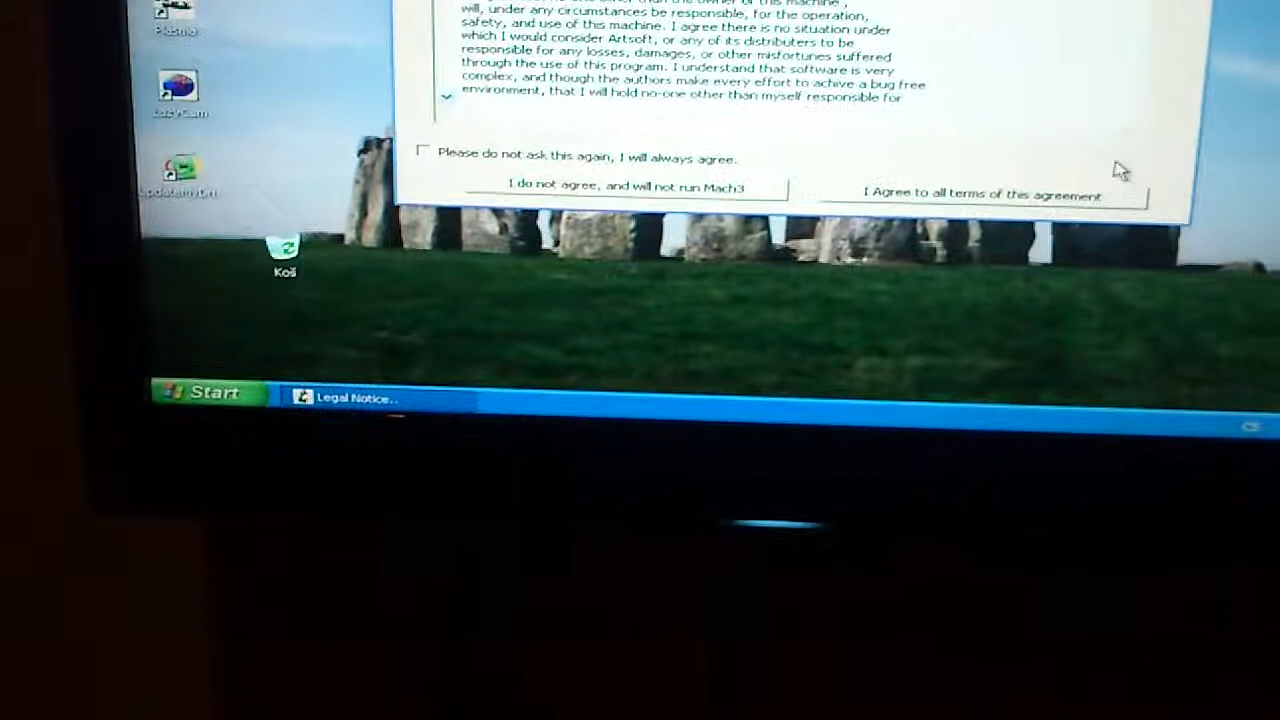 Plasma
will, under any circumstances be responsible, for the operation,
safety, and use of this machine. I agree there is no situation under
which I would consider Artsoft, or any of its distributers to be
responsible for any losses, damages, or other misfortunes suffered
through the use of this program. I understand that software is very
complex, and though the authors make every effort to achive a bug free
environment, that I will hold no-one other than myself responsible for
LazyCam
Please do not ask this again, I will always agree.
I do not agree, and will not run Mach3
I Agree to all terms of this agreement
Koš
Start
Legal Notice..
CS